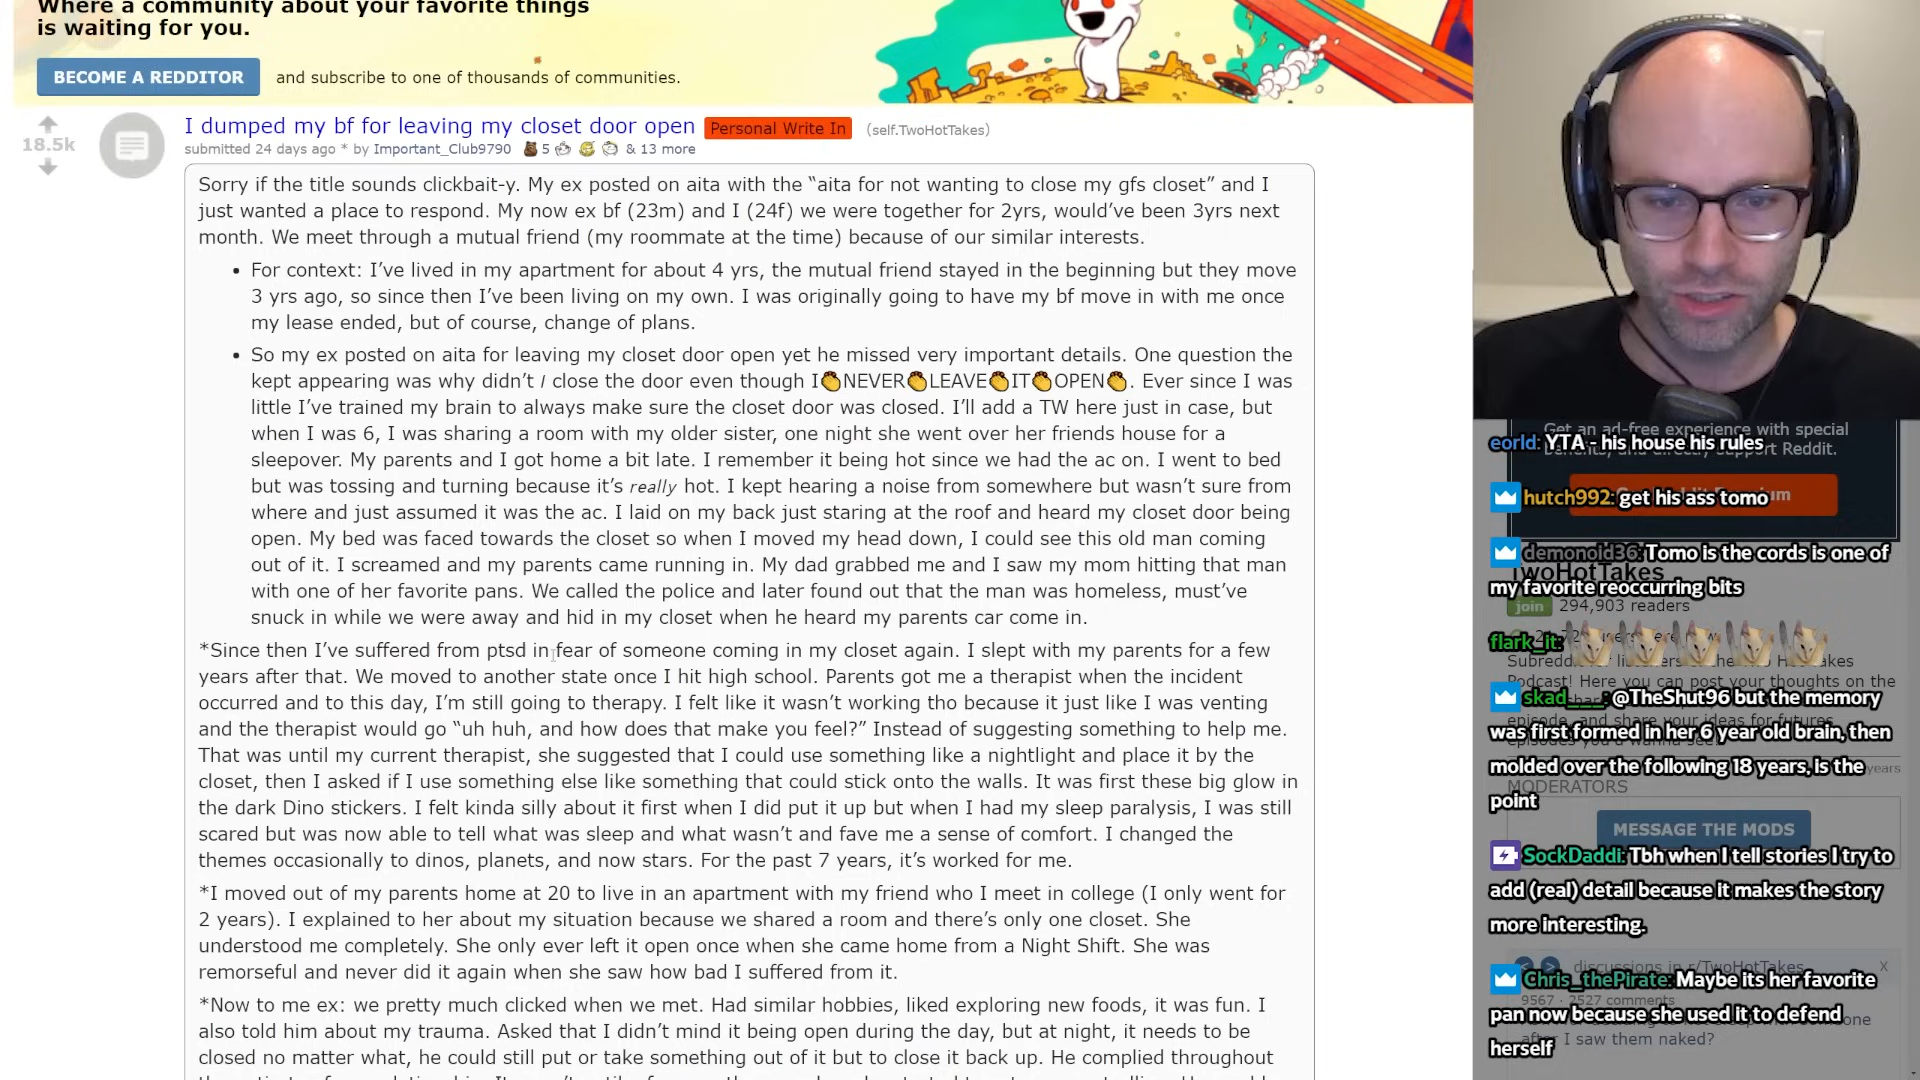 Where a community about your favorite things
is waiting for you.
BECOME A REDDITOR and subscribe to one of thousands of communities.
18.5k
I dumped my bf for leaving my closet door open Personal Write In (self.TwoHotTakes)
submitted 24 days ago * by Important_Club9790 5 & 13 more
Sorry if the title sounds clickbait-y. My ex posted on aita with the “aita for not wanting to close my gfs closet” and I
just wanted a place to respond. My now ex bf (23m) and I (24f) we were together for 2yrs, would’ve been 3yrs next
month. We meet through a mutual friend (my roommate at the time) because of our similar interests.
• For context: I’ve lived in my apartment for about 4 yrs, the mutual friend stayed in the beginning but they move
3 yrs ago, so since then I’ve been living on my own. I was originally going to have my bf move in with me once
my lease ended, but of course, change of plans.
• So my ex posted on aita for leaving my closet door open yet he missed very important details. One question the
kept appearing was why didn’t I close the door even though I👏NEVER👏LEAVE👏IT👏OPEN👏. Ever since I was
little I’ve trained my brain to always make sure the closet door was closed. I’ll add a TW here just in case, but
when I was 6, I was sharing a room with my older sister, one night she went over her friends house for a
sleepover. My parents and I got home a bit late. I remember it being hot since we had the ac on. I went to bed
but was tossing and turning because it’s really hot. I kept hearing a noise from somewhere but wasn’t sure from
where and just assumed it was the ac. I laid on my back just staring at the roof and heard my closet door being
open. My bed was faced towards the closet so when I moved my head down, I could see this old man coming
out of it. I screamed and my parents came running in. My dad grabbed me and I saw my mom hitting that man
with one of her favorite pans. We called the police and later found out that the man was homeless, must’ve
snuck in while we were away and hid in my closet when he heard my parents car come in.
*Since then I’ve suffered from ptsd in fear of someone coming in my closet again. I slept with my parents for a few
years after that. We moved to another state once I hit high school. Parents got me a therapist when the incident
occurred and to this day, I’m still going to therapy. I felt like it wasn’t working tho because it just like I was venting
and the therapist would go “uh huh, and how does that make you feel?” Instead of suggesting something to help me.
That was until my current therapist, she suggested that I could use something like a nightlight and place it by the
closet, then I asked if I use something else like something that could stick onto the walls. It was first these big glow in
the dark Dino stickers. I felt kinda silly about it first when I did put it up but when I had my sleep paralysis, I was still
scared but was now able to tell what was sleep and what wasn’t and fave me a sense of comfort. I changed the
themes occasionally to dinos, planets, and now stars. For the past 7 years, it’s worked for me.
*I moved out of my parents home at 20 to live in an apartment with my friend who I meet in college (I only went for
2 years). I explained to her about my situation because we shared a room and there’s only one closet. She
understood me completely. She only ever left it open once when she came home from a Night Shift. She was
remorseful and never did it again when she saw how bad I suffered from it.
*Now to me ex: we pretty much clicked when we met. Had similar hobbies, liked exploring new foods, it was fun. I
also told him about my trauma. Asked that I didn’t mind it being open during the day, but at night, it needs to be
closed no matter what, he could still put or take something out of it but to close it back up. He complied throughout
Get an ad-free experience with special
eorld: YTA - his house his rules
hutch992: get his ass tomo
demonoid36: Tomo is the cords is one of
my favorite reoccurring bits
TwoHotTakes
join 294,903 readers
flark_it:
skad___: @TheShut96 but the memory
was first formed in her 6 year old brain, then
molded over the following 18 years, is the
point
MODERATORS
MESSAGE THE MODS
SockDaddi: Tbh when I tell stories I try to
add (real) detail because it makes the story
more interesting.
discussions in r/TwoHotTakes X
Chris_thePirate: Maybe its her favorite
9567 · 2527 comments
pan now because she used it to defend
herself
after I saw them naked?